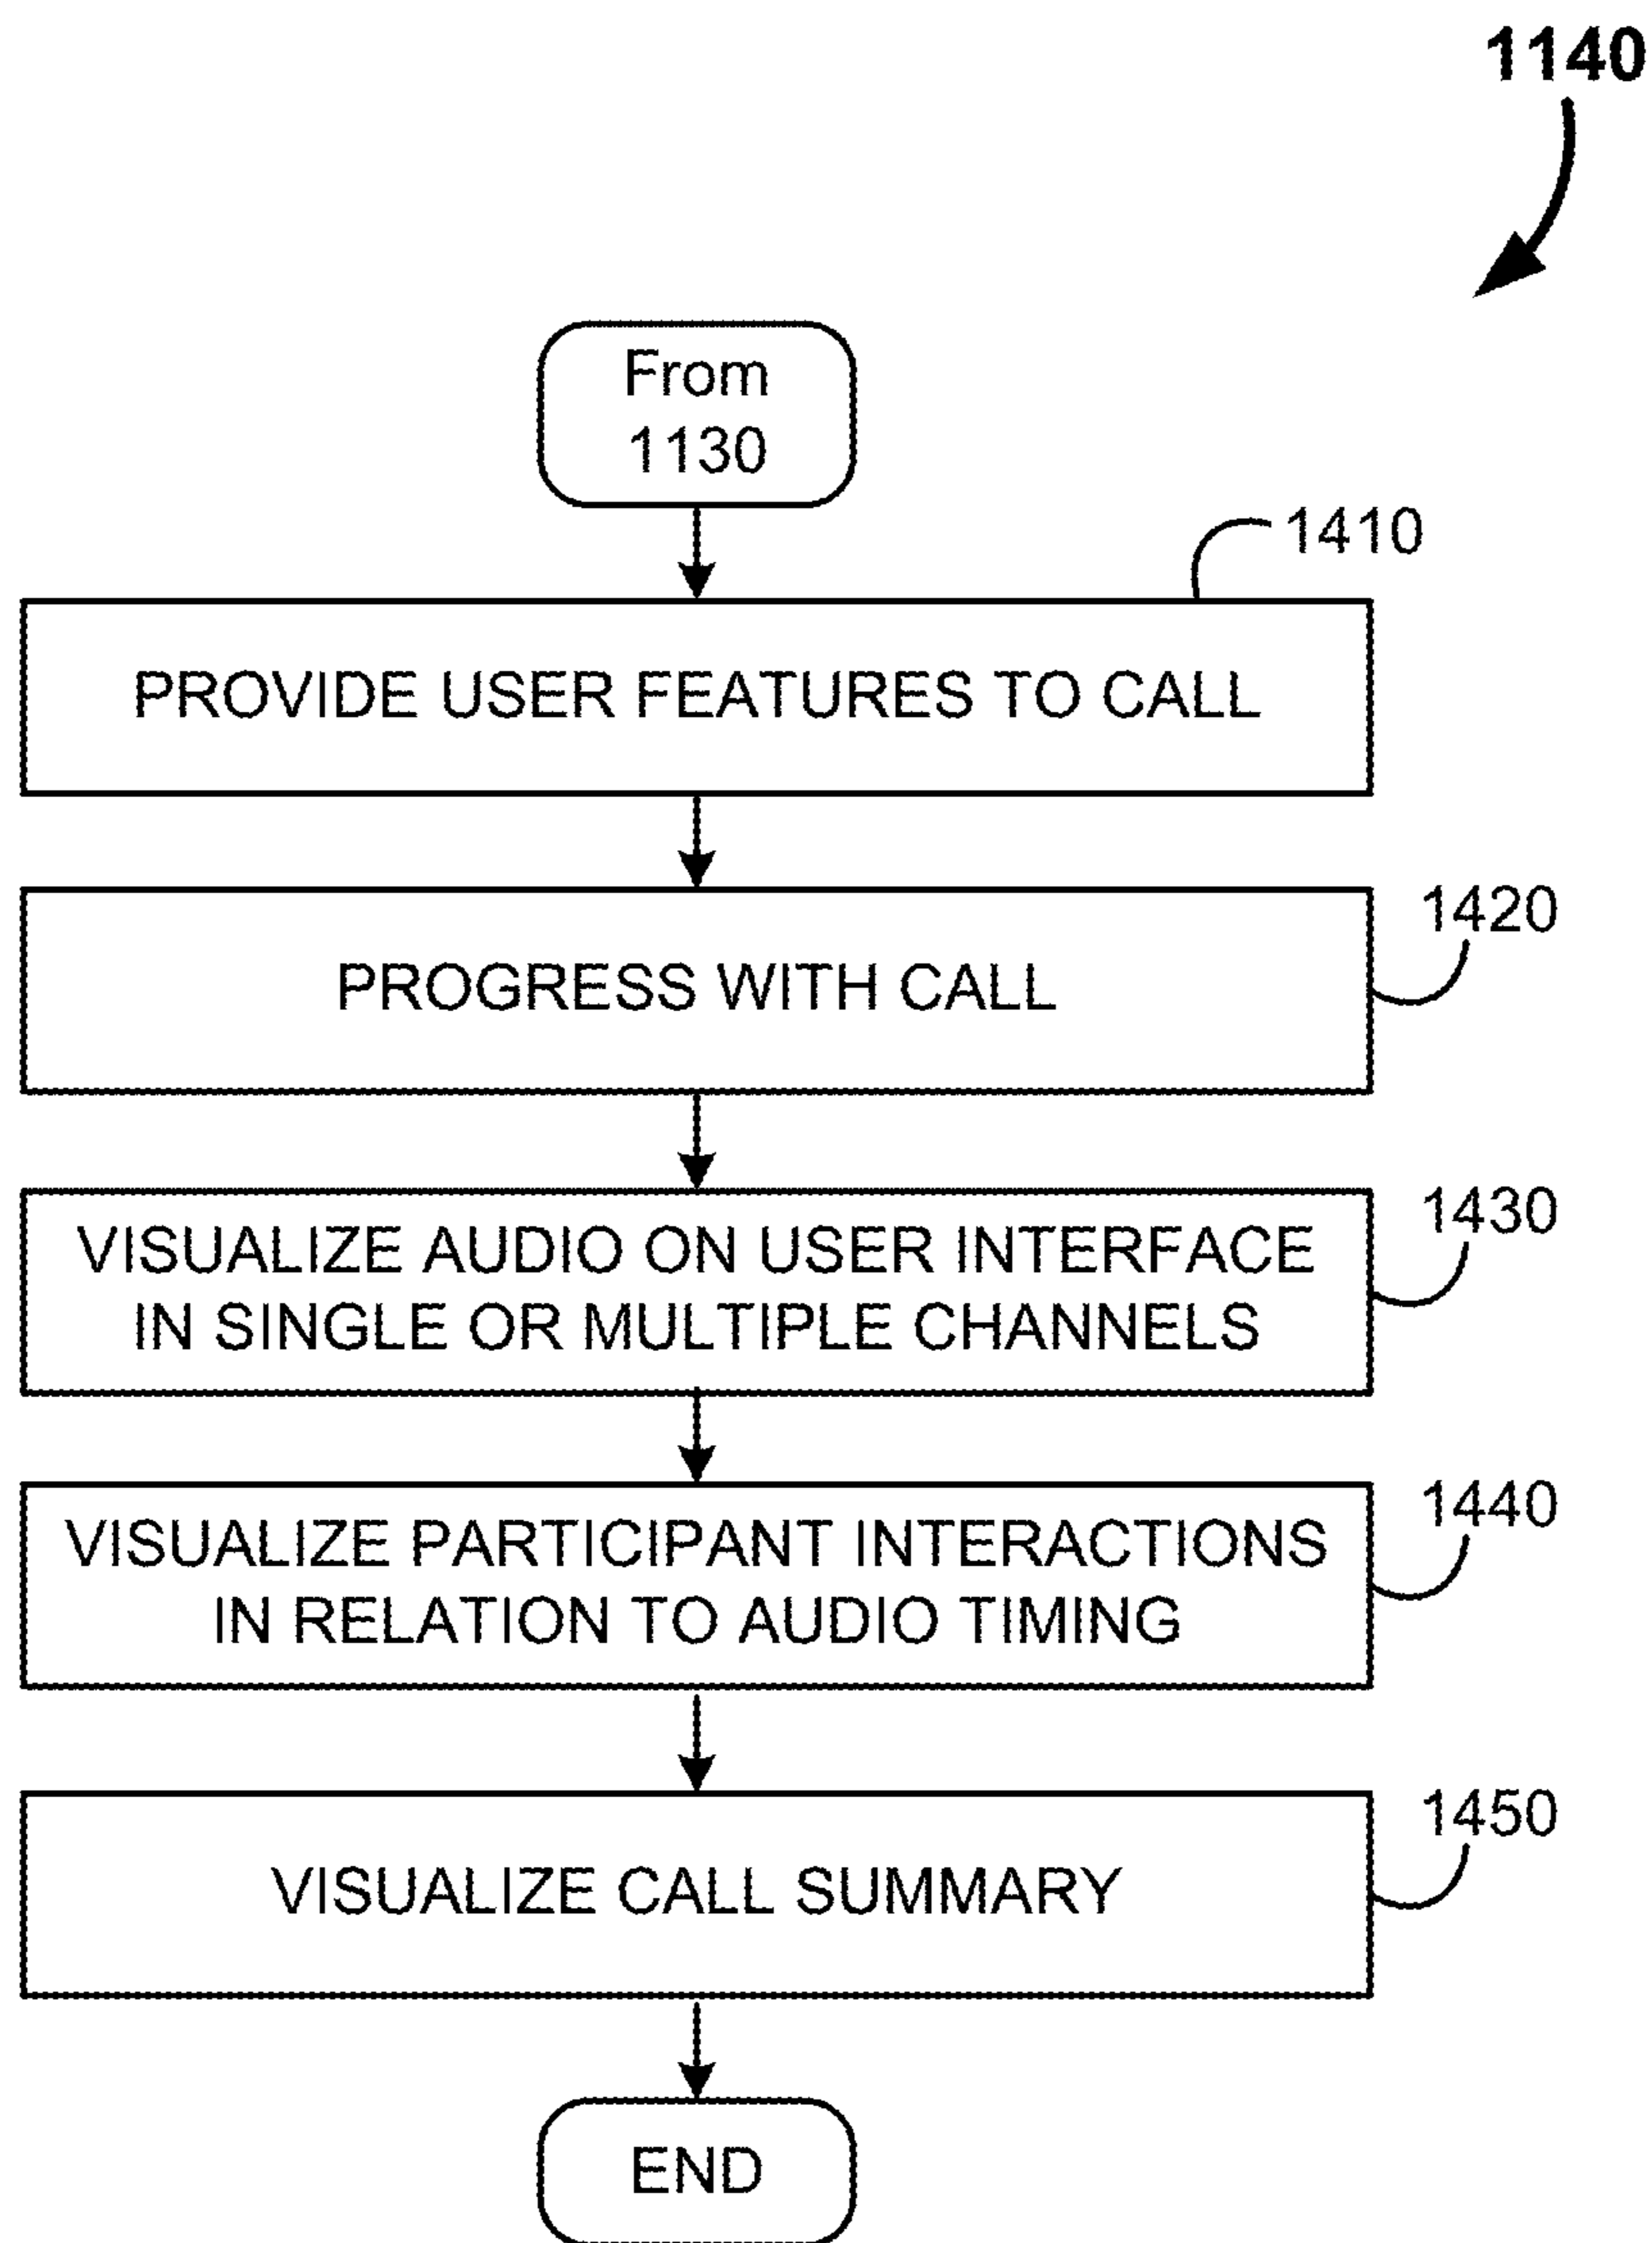 1140
From
1130
1410
PROVIDE USER FEATURES TO CALL
1420
PROGRESS WITH CALL
1430
VISUALIZE AUDIO ON USER INTERFACE
IN SINGLE OR MULTIPLE CHANNELS
1440
VISUALIZE PARTICIPANT INTERACTIONS
IN RELATION TO AUDIO TIMING
1450
VISUALIZE CALL SUMMARY
END